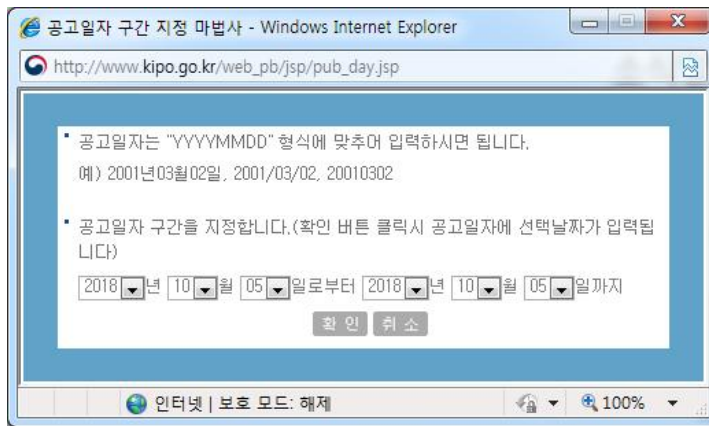 공고일자 구간 지정 마법사 - Windows Internet Explorer
http://www.kipo.go.kr/web_pb/jsp/pub_day.jsp
공고일자는 "YYYYMMDD" 형식에 맞추어 입력하시면 됩니다.
예) 2001년03월02일, 2001/03/02, 20010302
공고일자 구간을 지정합니다.(확인 버튼 클릭시 공고일자에 선택날짜가 입력됩
니다)
2018 년 10 월 05 일로부터 2018 년 10 월 05 일까지
확 인 취 소
인터넷 | 보호 모드: 해제 100%